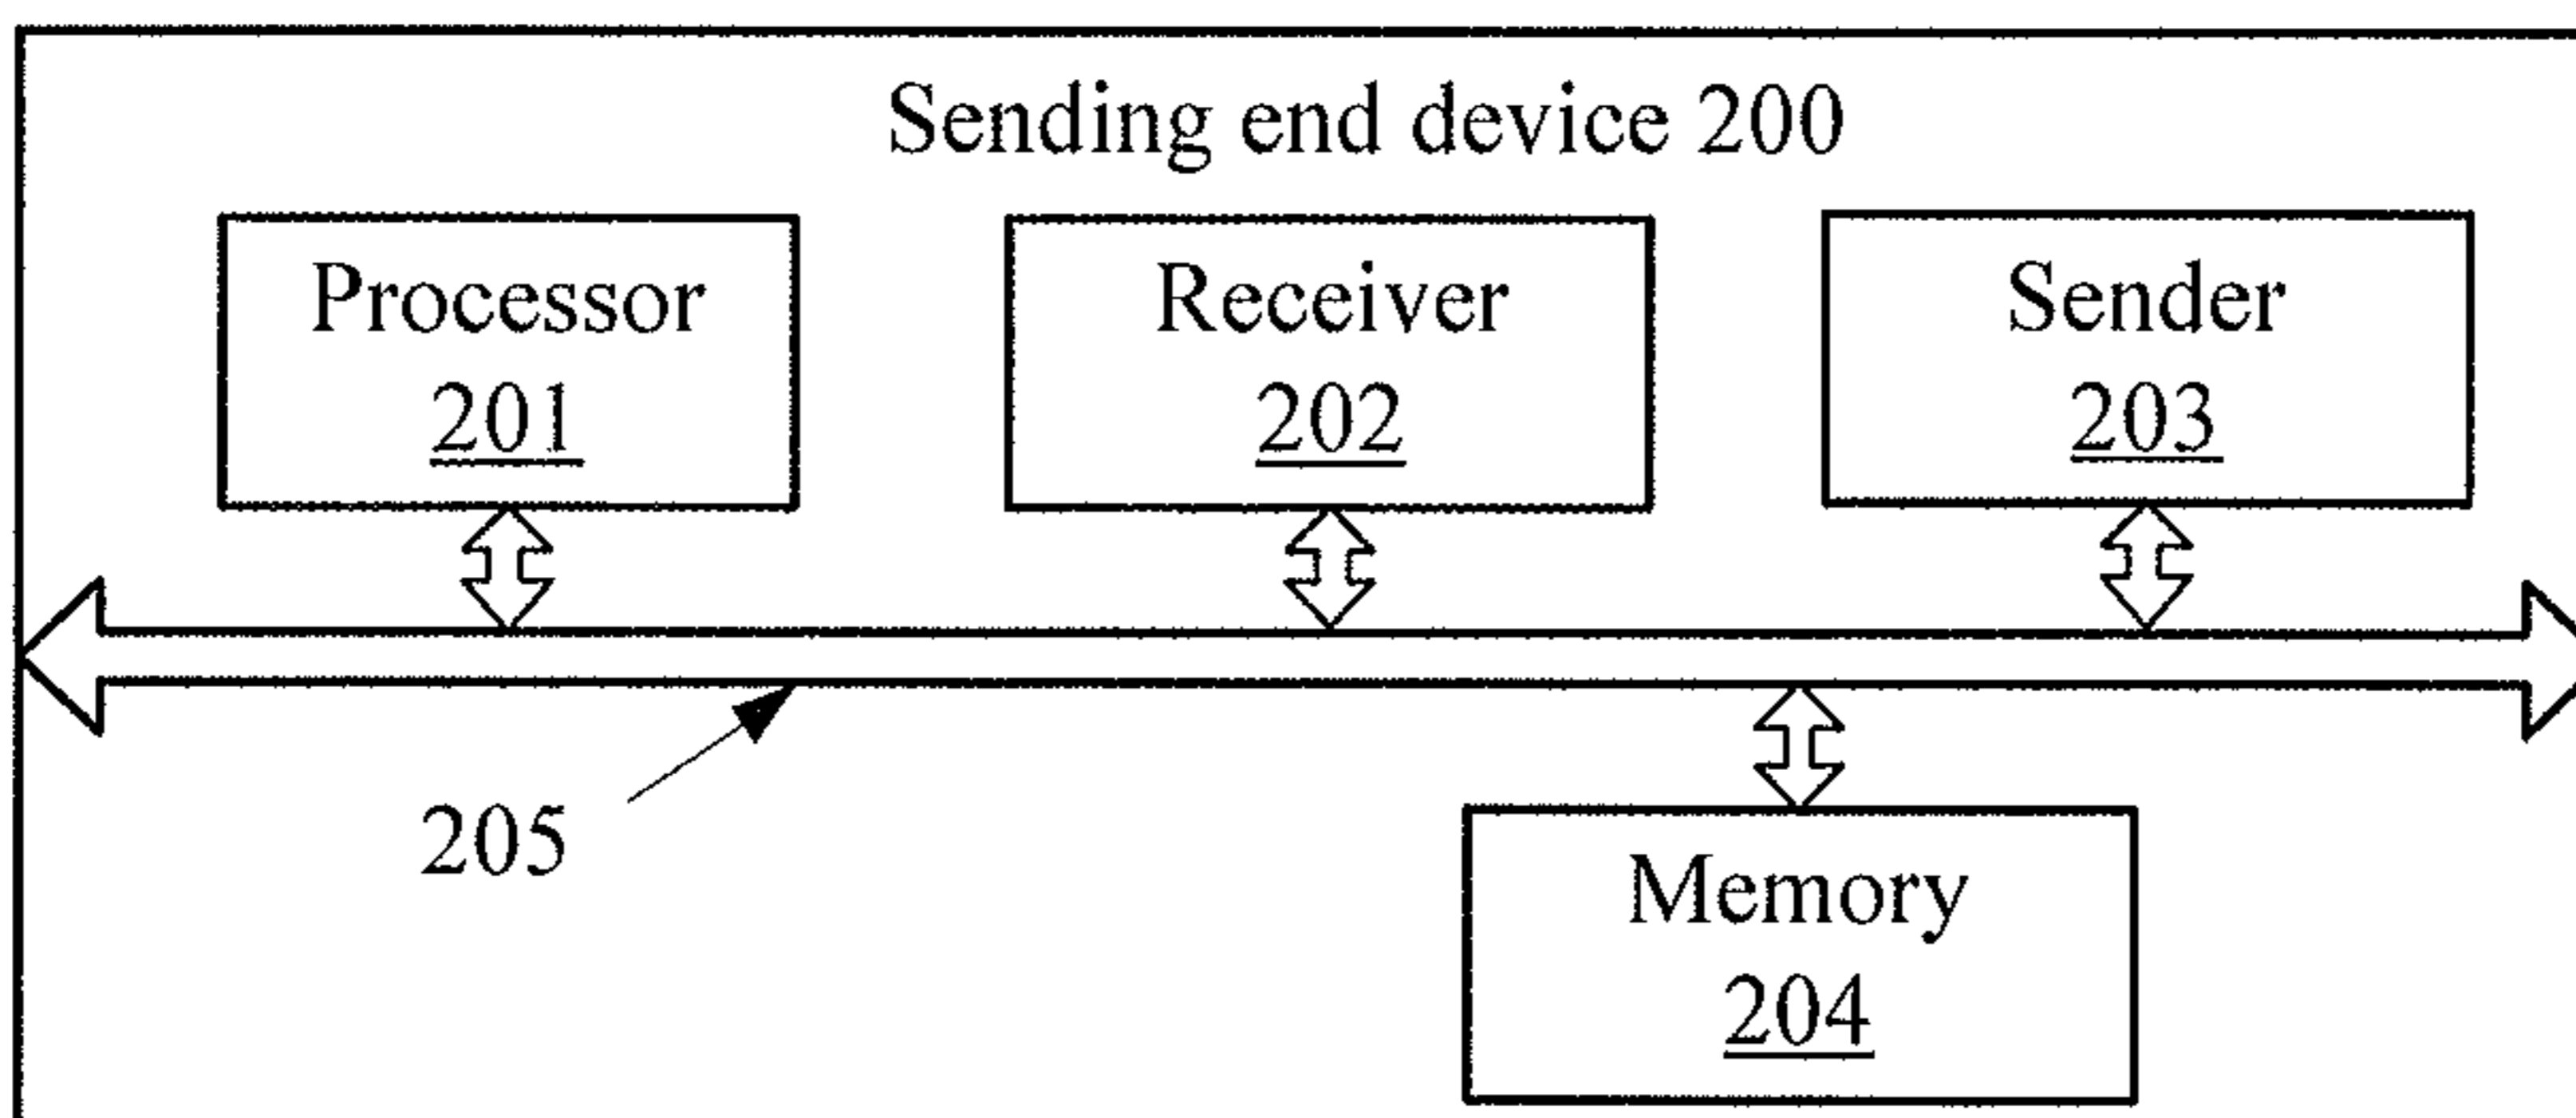 Sending end device 200
Processor
201
Receiver
202
Sender
203
205
Memory
204